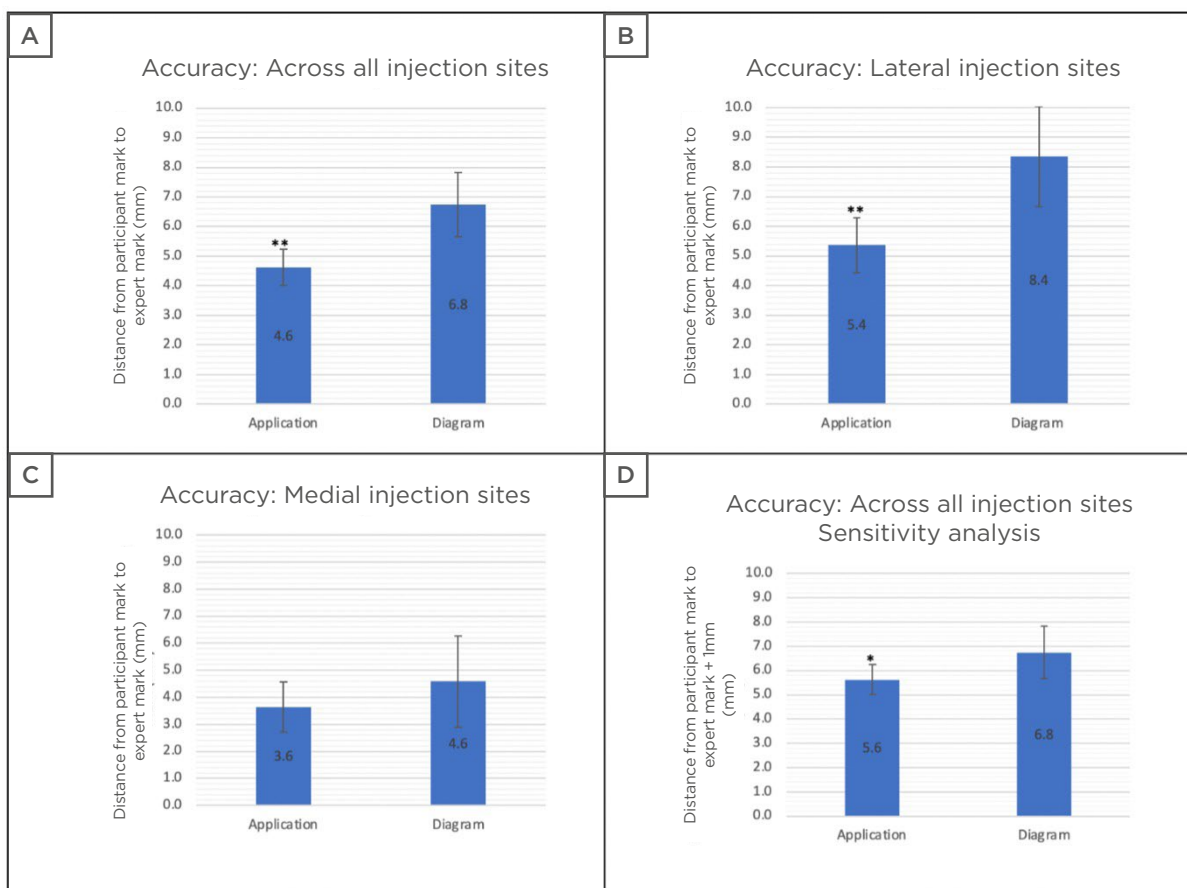 A
Accuracy: Across all injection sites
Distance from participant mark to
expert mark (mm)
10.0
9.0
8.0
7.0
6.0
5.0
4.0
3.0
2.0
1.0
0.0
**
4.6
6.8
Application
Diagram
B
Accuracy: Lateral injection sites
Distance from participant mark to
expert mark (mm)
10.0
9.0
8.0
7.0
6.0
5.0
4.0
3.0
2.0
1.0
0.0
**
5.4
8.4
Application
Diagram
C
Accuracy: Medial injection sites
Distance from participant mark to
expert mark (mm)
10.0
9.0
8.0
7.0
6.0
5.0
4.0
3.0
2.0
1.0
0.0
3.6
4.6
Application
Diagram
D
Accuracy: Across all injection sites
Sensitivity analysis
Distance from participant mark to
expert mark + 1mm
(mm)
10.0
9.0
8.0
7.0
6.0
5.0
4.0
3.0
2.0
1.0
0.0
*
5.6
6.8
Application
Diagram